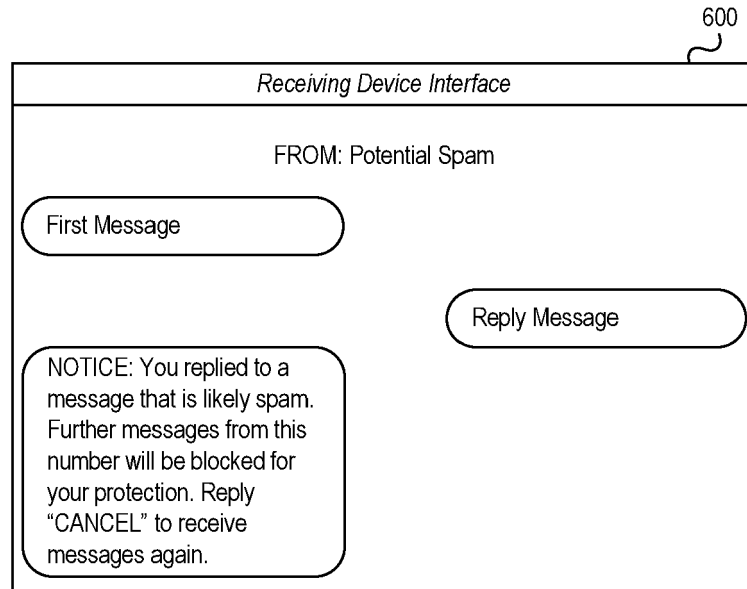 600
Receiving Device Interface
FROM: Potential Spam
First Message
Reply Message
NOTICE: You replied to a
message that is likely spam.
Further messages from this
number will be blocked for
your protection. Reply
“CANCEL” to receive
messages again.